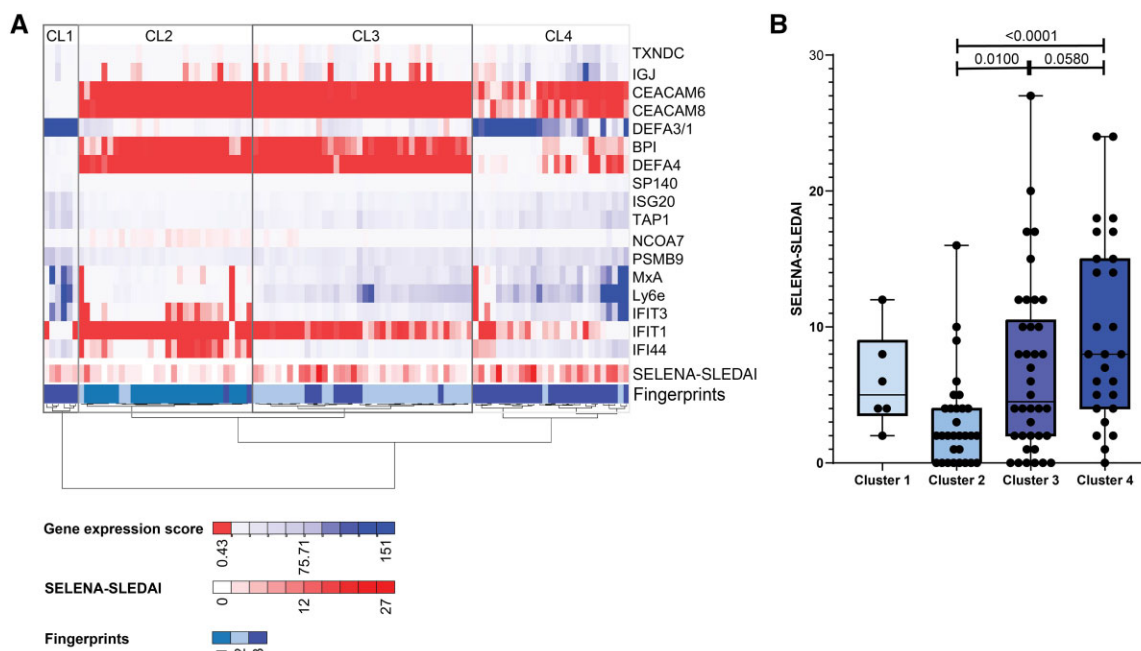 A
CL1 CL2 CL3 CL4
TXNDC
IGJ
CEACAM6
CEACAM8
DEFA3/1
BPI
DEFA4
SP140
ISG20
TAP1
NCOA7
PSMB9
MxA
Ly6e
IFIT3
IFIT1
IFI44
SELENA-SLEDAI
Fingerprints
Gene expression score
0.43 75.71 151
SELENA-SLEDAI
0 12 27
Fingerprints
B
<0.0001
0.0100 0.0580
30
20
10
0
SELENA-SLEDAI
Cluster 1 Cluster 2 Cluster 3 Cluster 4